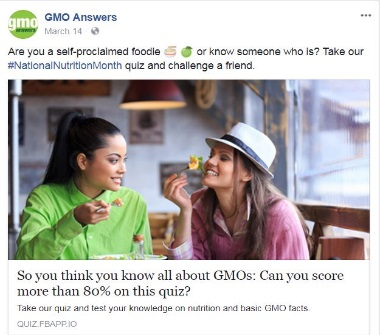 gmo
answers
GMO Answers
March 14
Are you a self-proclaimed foodie 🍜 🍏 or know someone who is? Take our
#NationalNutritionMonth quiz and challenge a friend.
So you think you know all about GMOs: Can you score
more than 80% on this quiz?
Take our quiz and test your knowledge on nutrition and basic GMO facts.
QUIZ.FBAPP.IO